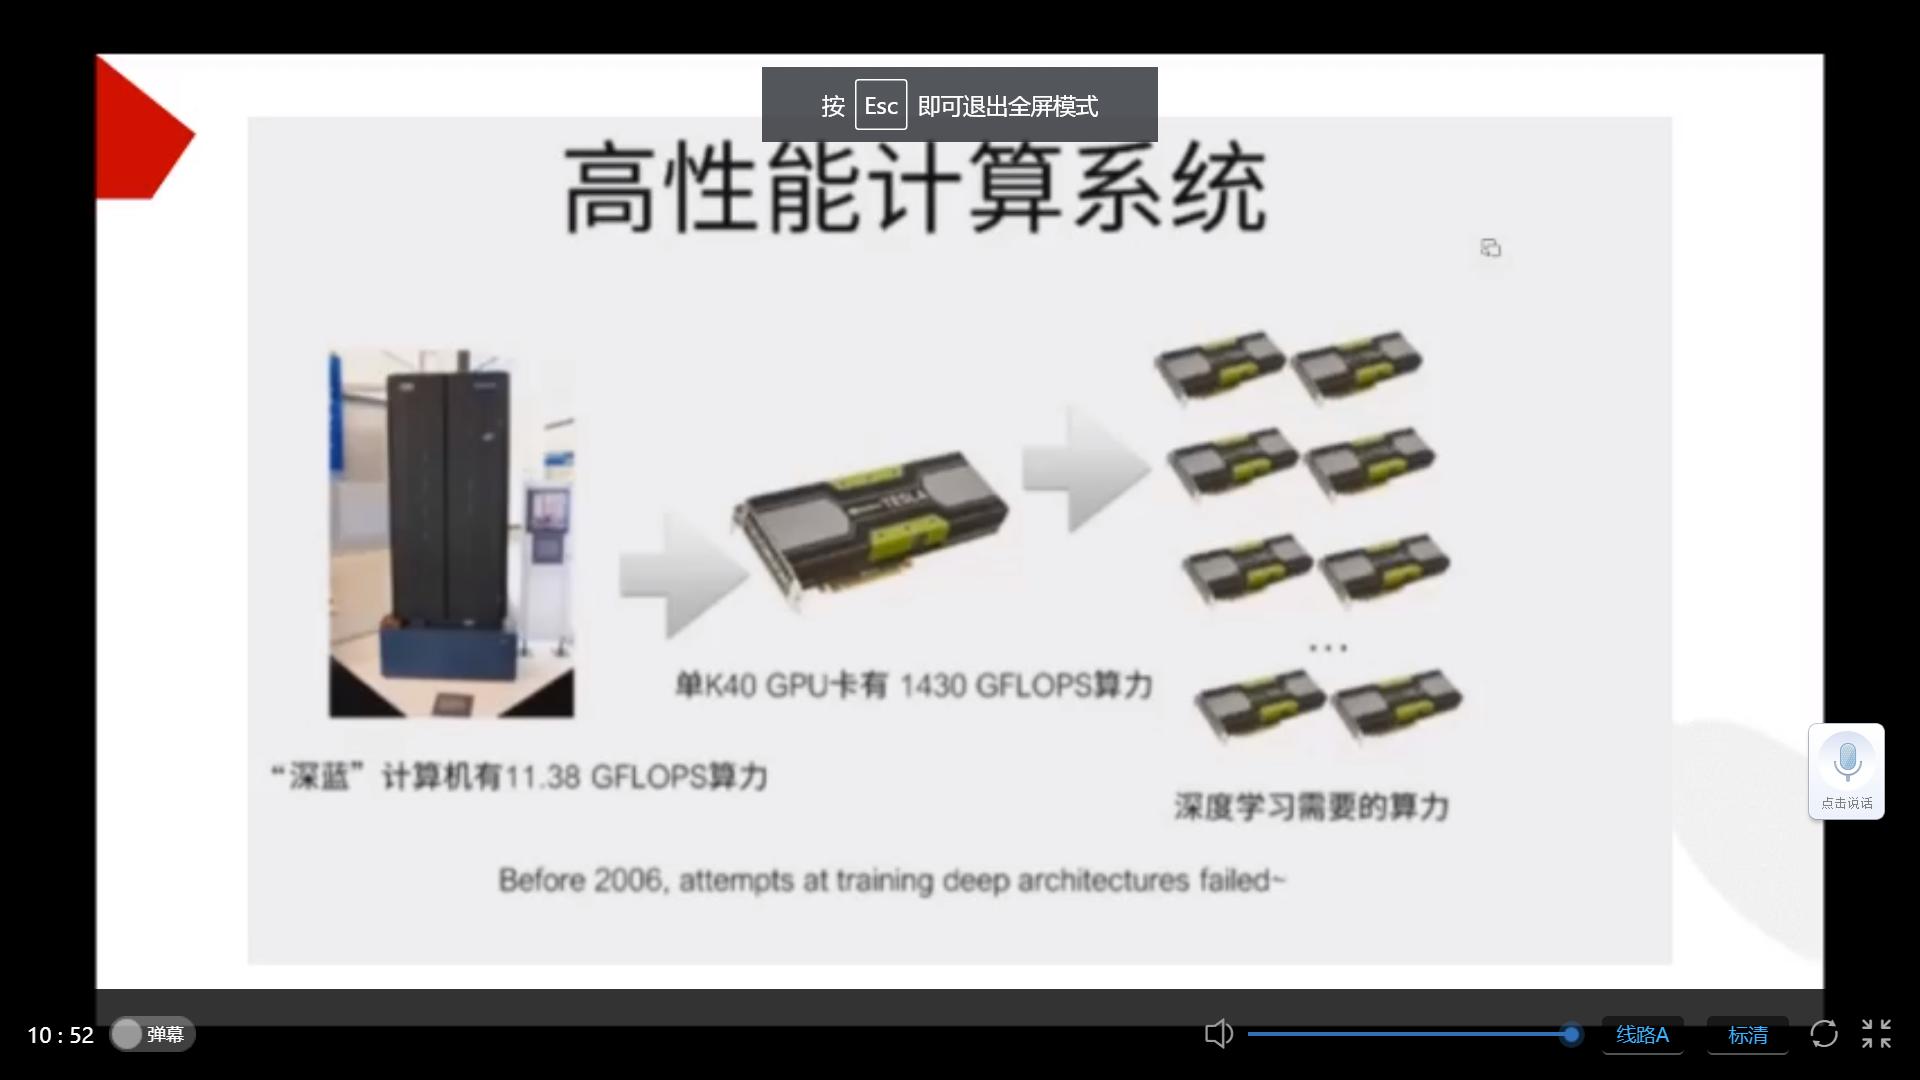 按 Esc 即可退出全屏模式
高性能计算系统
TESLA
单K40 GPU卡有 1430 GFLOPS算力
“深蓝”计算机有11.38 GFLOPS算力
...
深度学习需要的算力
Before 2006, attempts at training deep architectures failed~
点击说话
10 : 52
弹幕
线路A
标清